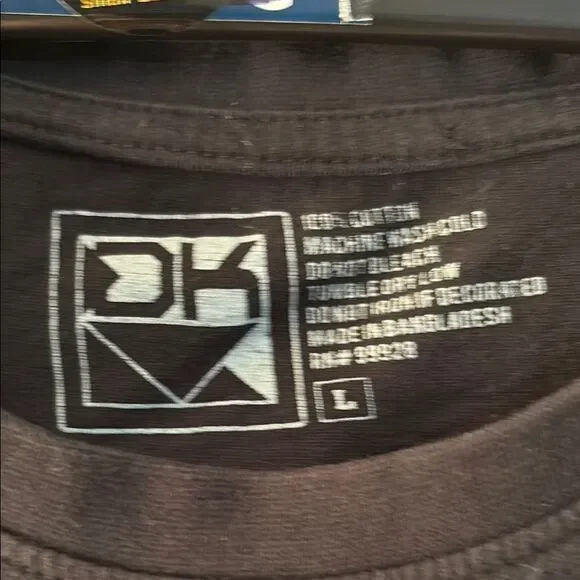 DK
100% COTTON
MACHINE WASH COLD
DO NOT BLEACH
TUMBLE DRY LOW
DO NOT IRON IF DECORATED
MADE IN BANGLADESH
RN#
L